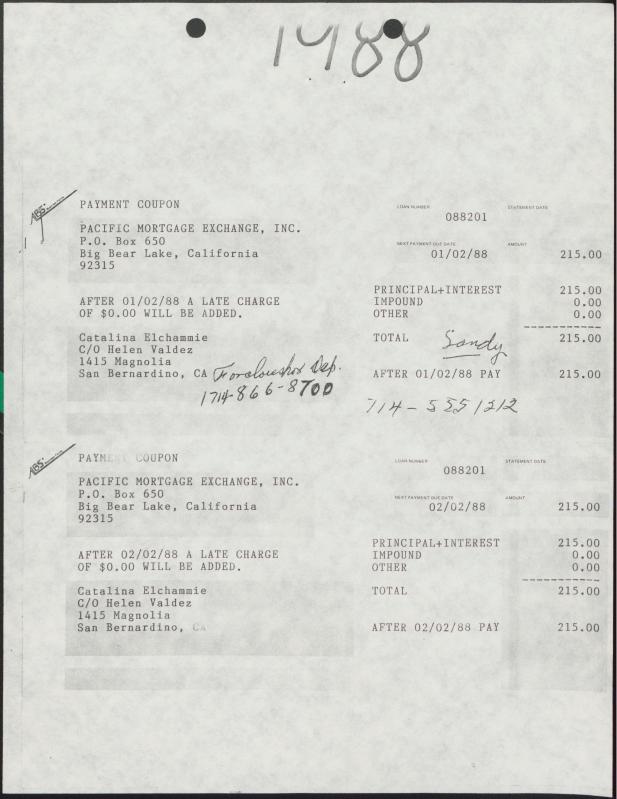 1488
ABS
PAYMENT COUPON
LOAN NUMBER STATEMENT DATE
088201
PACIFIC MORTGAGE EXCHANGE, INC.
P.O. Box 650
Big Bear Lake, California
92315
NEXT PAYMENT DUE DATE AMOUNT
01/02/88 215.00
PRINCIPAL+INTEREST 215.00
AFTER 01/02/88 A LATE CHARGE IMPOUND 0.00
OF $0.00 WILL BE ADDED. OTHER 0.00
Catalina Elchammie TOTAL Sandy 215.00
C/O Helen Valdez
1415 Magnolia
San Bernardino, CA Dep. AFTER 01/02/88 PAY 215.00
1714-866-8700
714-555 1212
ABS
PAYMENT COUPON
LOAN NUMBER STATEMENT DATE
088201
PACIFIC MORTGAGE EXCHANGE, INC.
P.O. Box 650
Big Bear Lake, California
92315
NEXT PAYMENT DUE DATE AMOUNT
02/02/88 215.00
PRINCIPAL+INTEREST 215.00
AFTER 02/02/88 A LATE CHARGE IMPOUND 0.00
OF $0.00 WILL BE ADDED. OTHER 0.00
Catalina Elchammie TOTAL 215.00
C/O Helen Valdez
1415 Magnolia
San Bernardino, CA AFTER 02/02/88 PAY 215.00